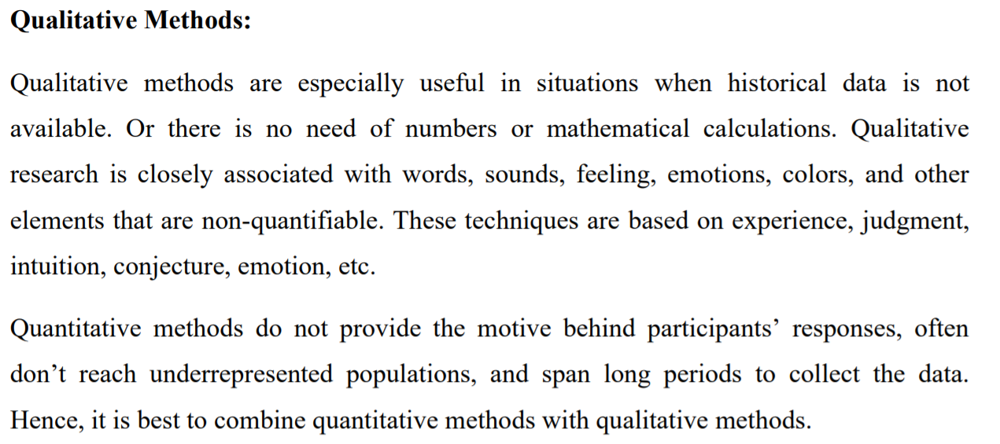 Qualitative Methods:
Qualitative methods are especially useful in situations when historical data is not
available. Or there is no need of numbers or mathematical calculations. Qualitative
research is closely associated with words, sounds, feeling, emotions, colors, and other
elements that are non-quantifiable. These techniques are based on experience, judgment,
intuition, conjecture, emotion, etc.
Quantitative methods do not provide the motive behind participants’ responses, often
don’t reach underrepresented populations, and span long periods to collect the data.
Hence, it is best to combine quantitative methods with qualitative methods.